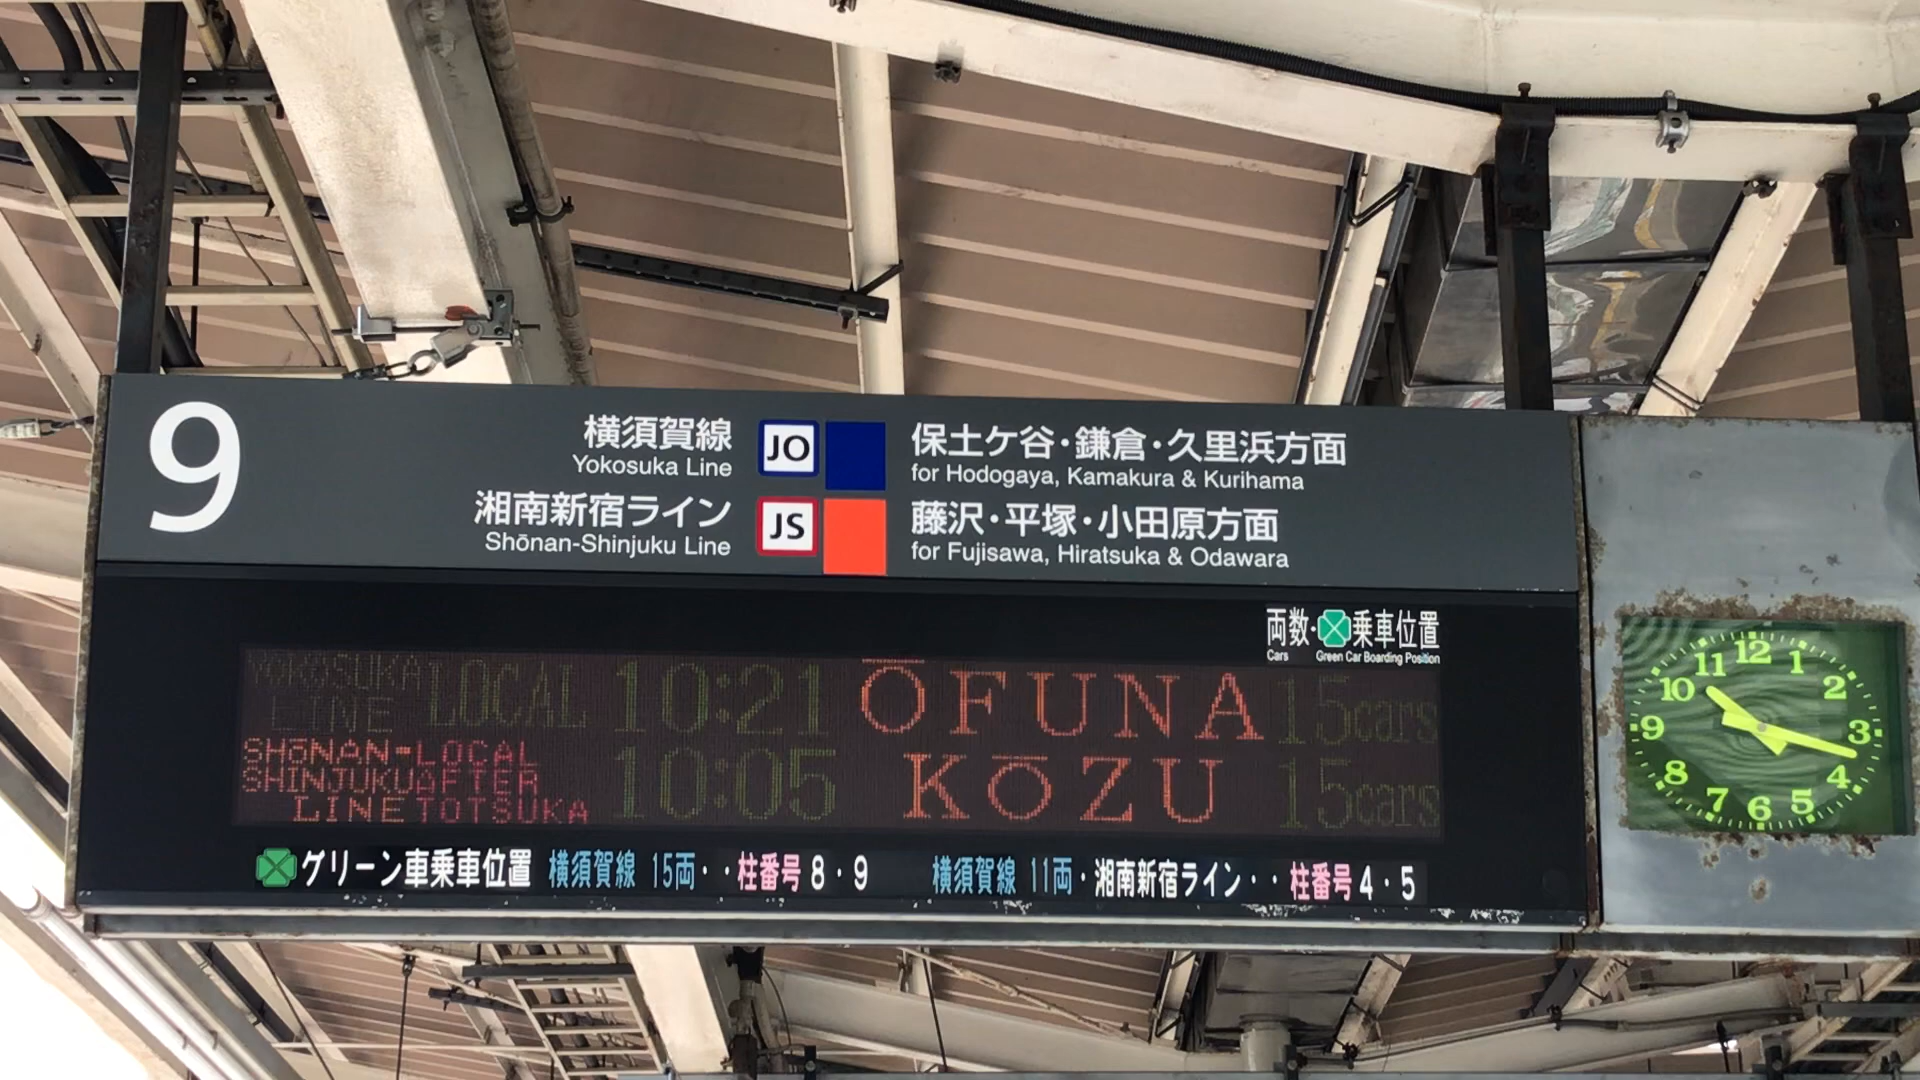 9
横須賀線 JO 保土ケ谷・鎌倉・久里浜方面
Yokosuka Line for Hodogaya, Kamakura & Kurihama
湘南新宿ライン JS 藤沢・平塚・小田原方面
Shōnan-Shinjuku Line for Fujisawa, Hiratsuka & Odawara
両数・乗車位置
Cars Green Car Boarding Position
YOKOSUKA LINE LOCAL 10:21 ŌFUNA 15cars
SHōNAN-SHINJUKU LINE LOCAL AFTER TOTSUKA 10:05 KōZU 15cars
グリーン車乗車位置 横須賀線 15両・・柱番号8・9 横須賀線 11両・湘南新宿ライン・・柱番号4・5
12 1 2 3 4 5 6 7 8 9 10 11